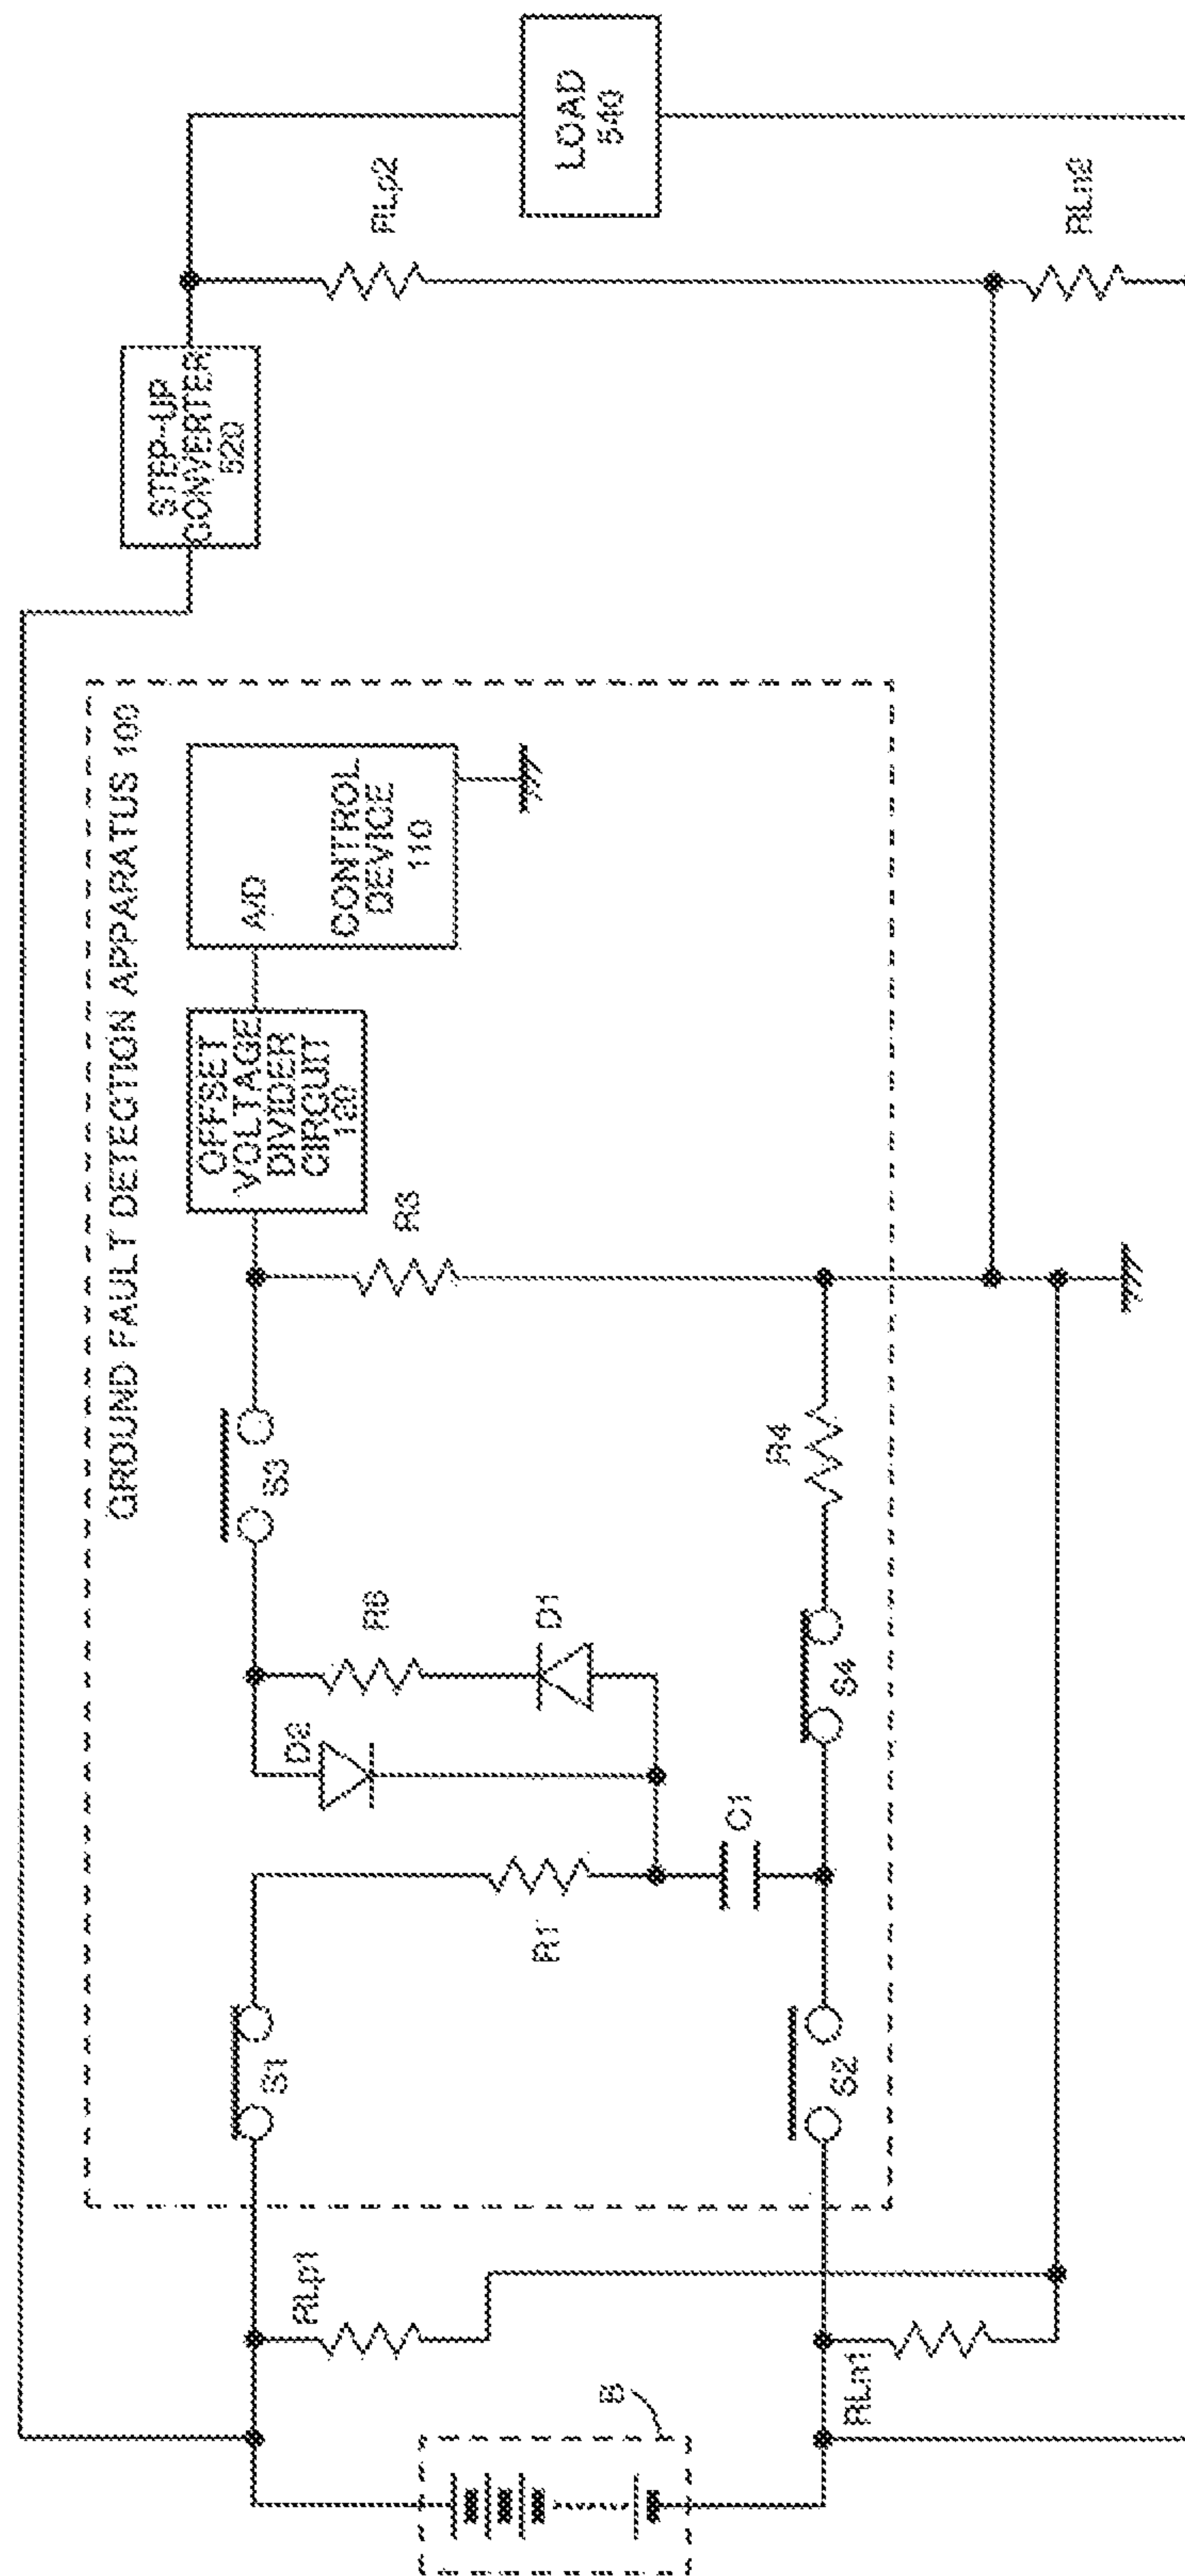 GROUND FAULT DETECTION APPARATUS 100
STEP-UP
CONVERTER
520
LOAD
540
RLp2
RLn2
A/D
CONTROL
DEVICE
110
OFFSET
VOLTAGE
DIVIDER
CIRCUIT
120
S3
R3
R6
D1
D2
R4
S4
C1
R1
S1
S2
RLp1
RLn1
B